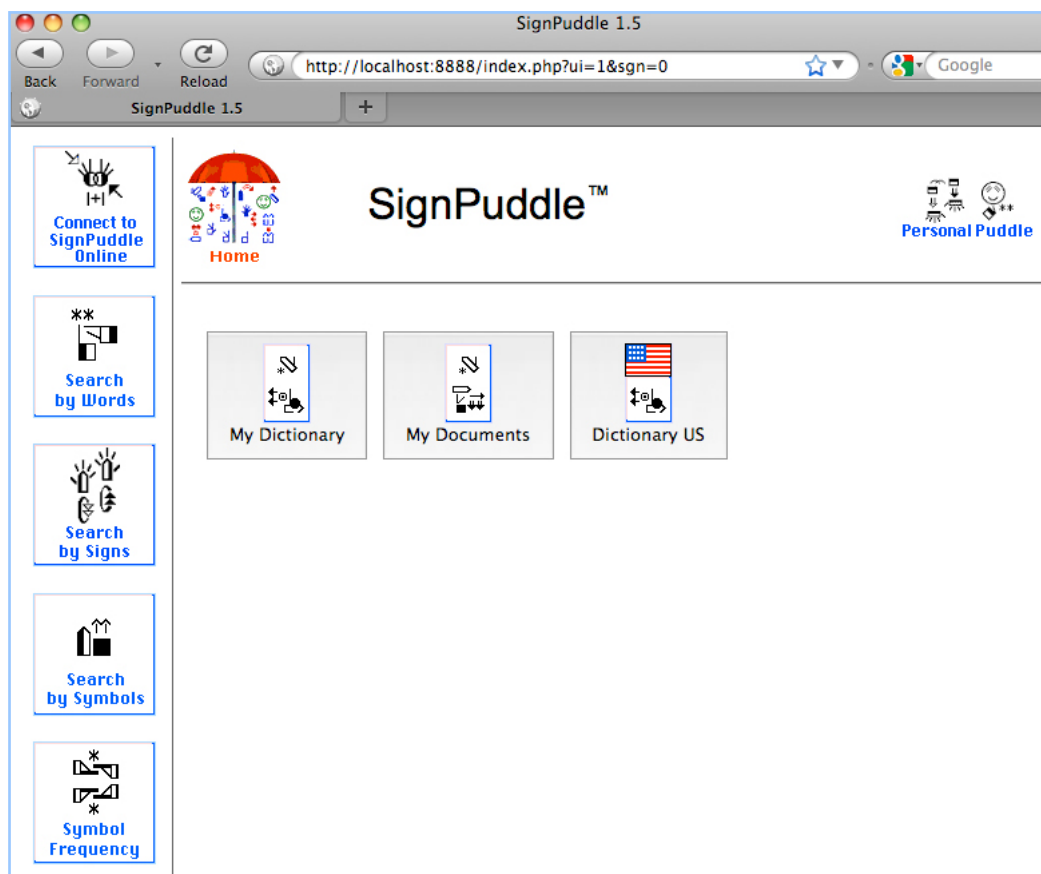 SignPuddle 1.5
Back
Forward
Reload
http://localhost:8888/index.php?ui=1&sgn=0
Google
SignPuddle 1.5
+
Connect to
SignPuddle
Online
Search
by Words
Search
by Signs
Search
by Symbols
Symbol
Frequency
Home
SignPuddle™
Personal Puddle
My Dictionary
My Documents
Dictionary US